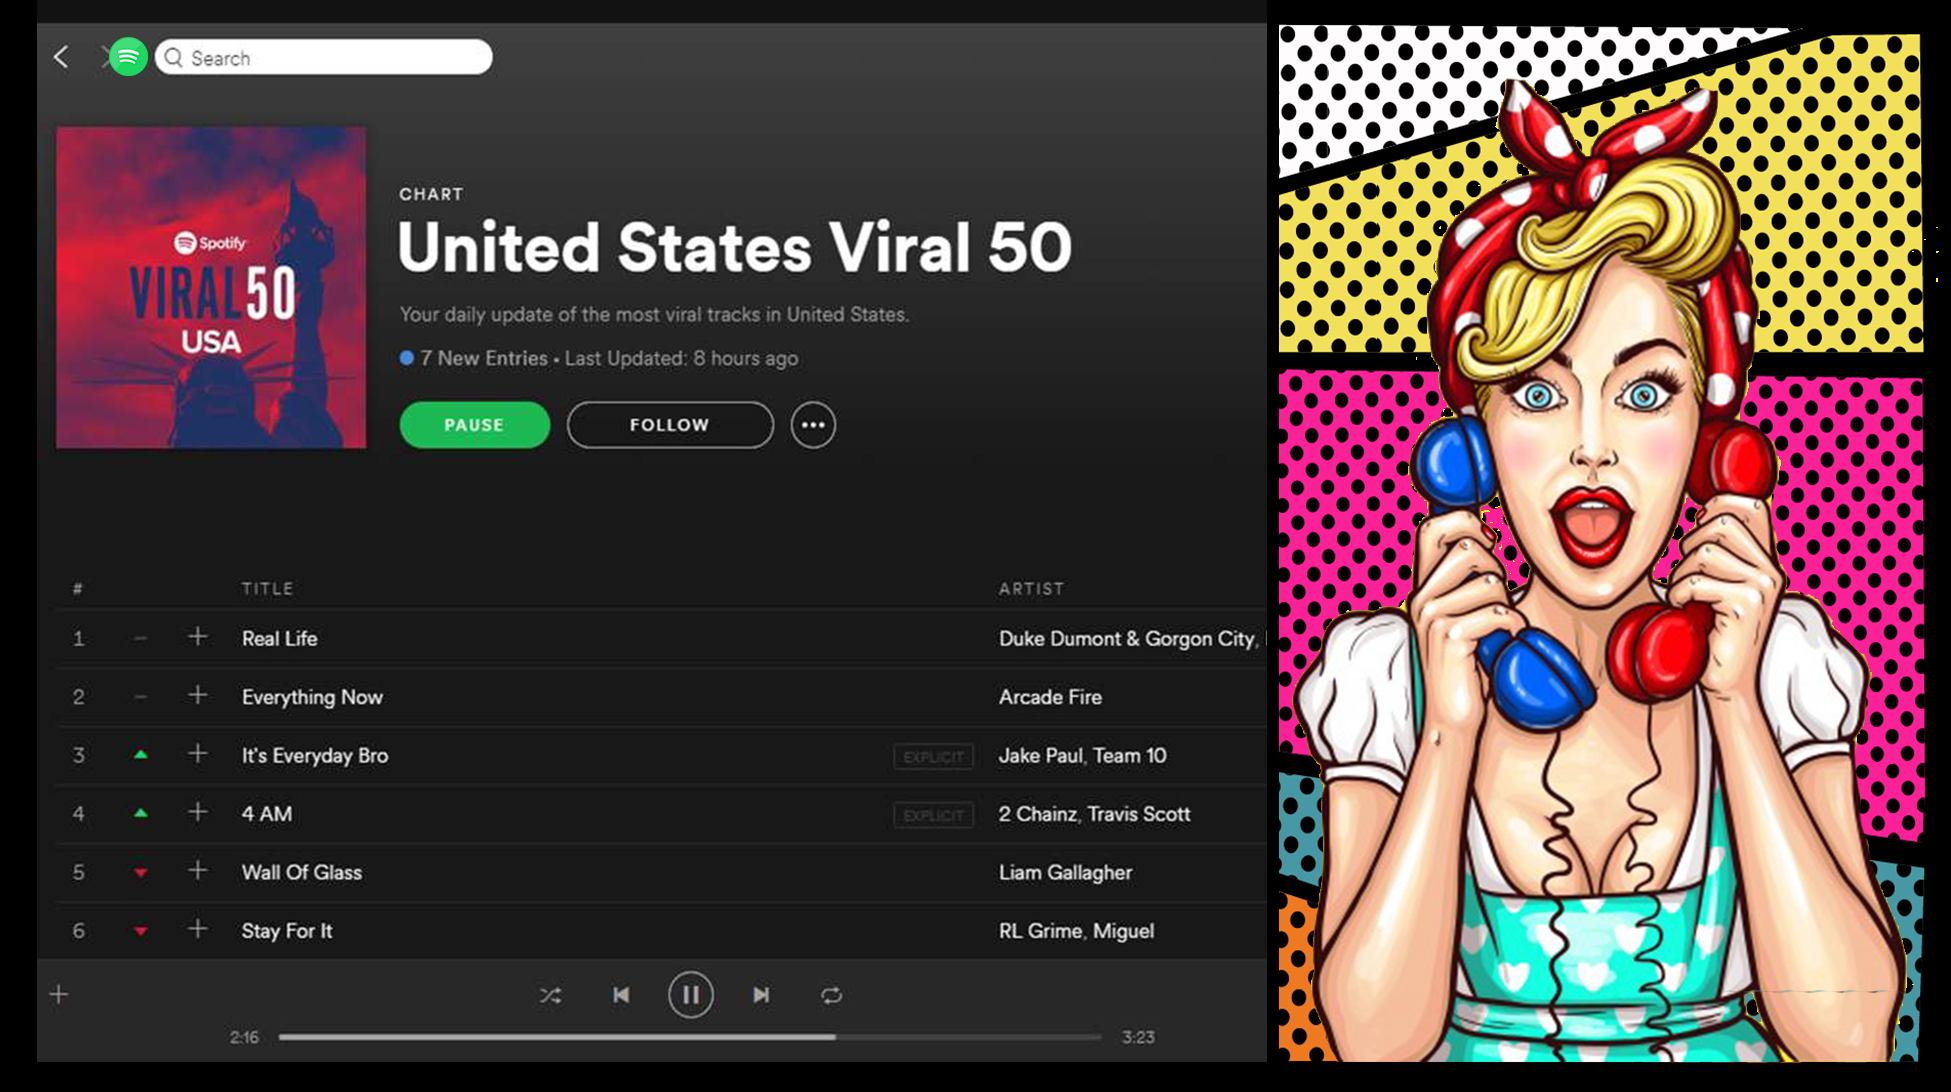 Search
Spotify
VIRAL 50
USA
CHART
United States Viral 50
Your daily update of the most viral tracks in United States.
7 New Entries • Last Updated: 8 hours ago
PAUSE
FOLLOW
# TITLE ARTIST
1 Real Life Duke Dumont & Gorgon City,
2 Everything Now Arcade Fire
3 It's Everyday Bro EXPLICIT Jake Paul, Team 10
4 4 AM EXPLICIT 2 Chainz, Travis Scott
5 Wall Of Glass Liam Gallagher
6 Stay For It RL Grime, Miguel
2:16 3:23